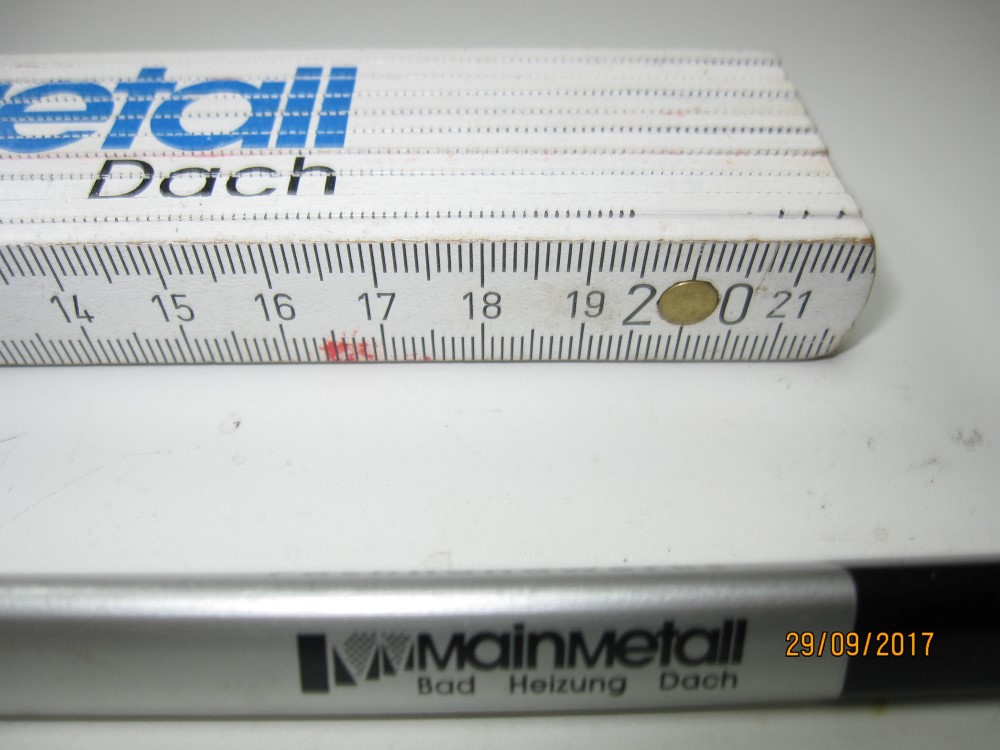 etall
Dach
14 15 16 17 18 19 20 21
MainMetall
Bad Heizung Dach
29/09/2017